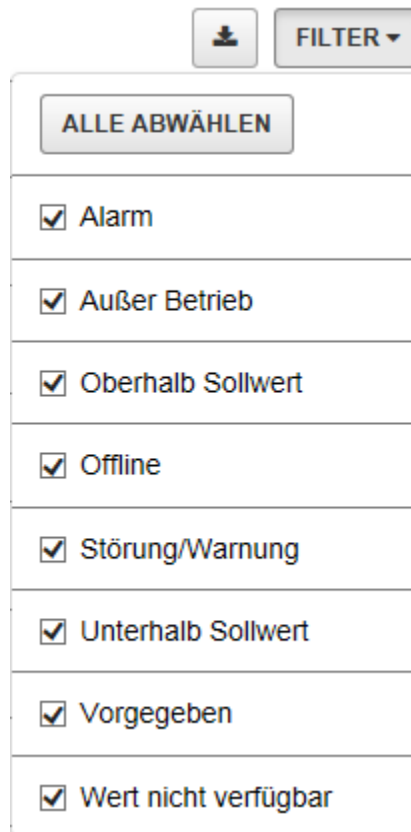 FILTER
ALLE ABWÄHLEN
Alarm
Außer Betrieb
Oberhalb Sollwert
Offline
Störung/Warnung
Unterhalb Sollwert
Vorgegeben
Wert nicht verfügbar